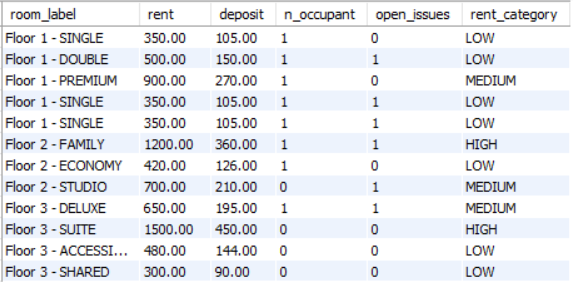 room_label rent deposit n_occupant open_issues rent_category
Floor 1 - SINGLE 350.00 105.00 1 0 LOW
Floor 1 - DOUBLE 500.00 150.00 1 1 LOW
Floor 1 - PREMIUM 900.00 270.00 1 0 MEDIUM
Floor 1 - SINGLE 350.00 105.00 1 1 LOW
Floor 1 - SINGLE 350.00 105.00 1 1 LOW
Floor 2 - FAMILY 1200.00 360.00 1 1 HIGH
Floor 2 - ECONOMY 420.00 126.00 1 0 LOW
Floor 2 - STUDIO 700.00 210.00 0 1 MEDIUM
Floor 3 - DELUXE 650.00 195.00 1 1 MEDIUM
Floor 3 - SUITE 1500.00 450.00 0 0 HIGH
Floor 3 - ACCESSI... 480.00 144.00 0 0 LOW
Floor 3 - SHARED 300.00 90.00 0 0 LOW